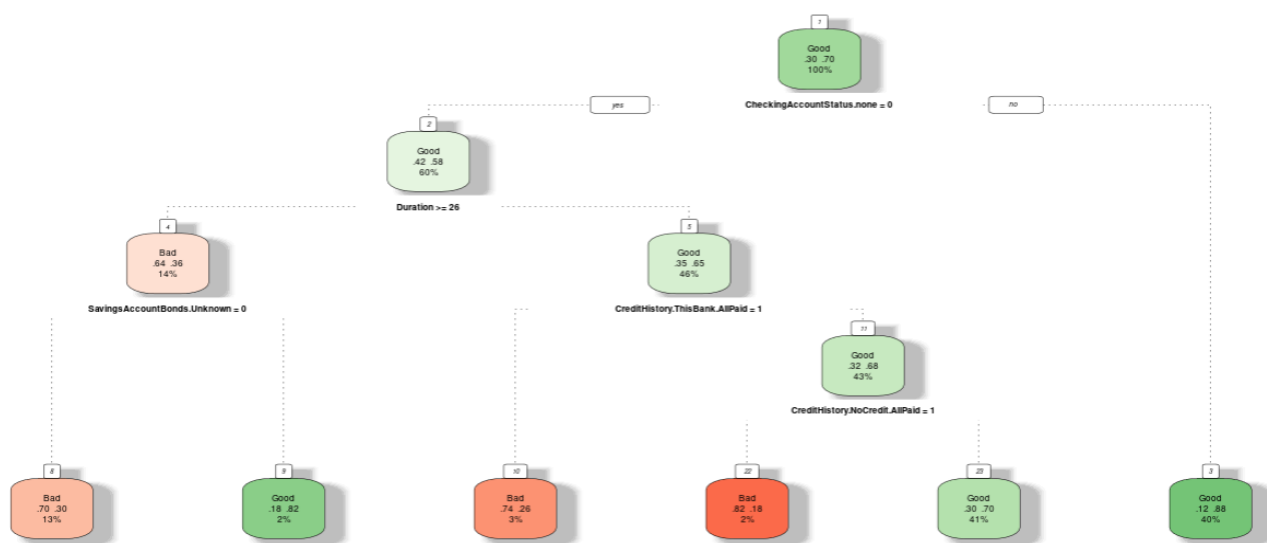 1
Good
.30 .70
100%
yes
CheckingAccountStatus.none = 0
no
2
Good
.42 .58
60%
Duration >= 26
4
Bad
.64 .36
14%
SavingsAccountBonds.Unknown = 0
5
Good
.35 .65
46%
CreditHistory.ThisBank.AllPaid = 1
11
Good
.32 .68
43%
CreditHistory.NoCredit.AllPaid = 1
8
Bad
.70 .30
13%
9
Good
.18 .82
2%
10
Bad
.74 .26
3%
22
Bad
.82 .18
2%
23
Good
.30 .70
41%
3
Good
.12 .88
40%